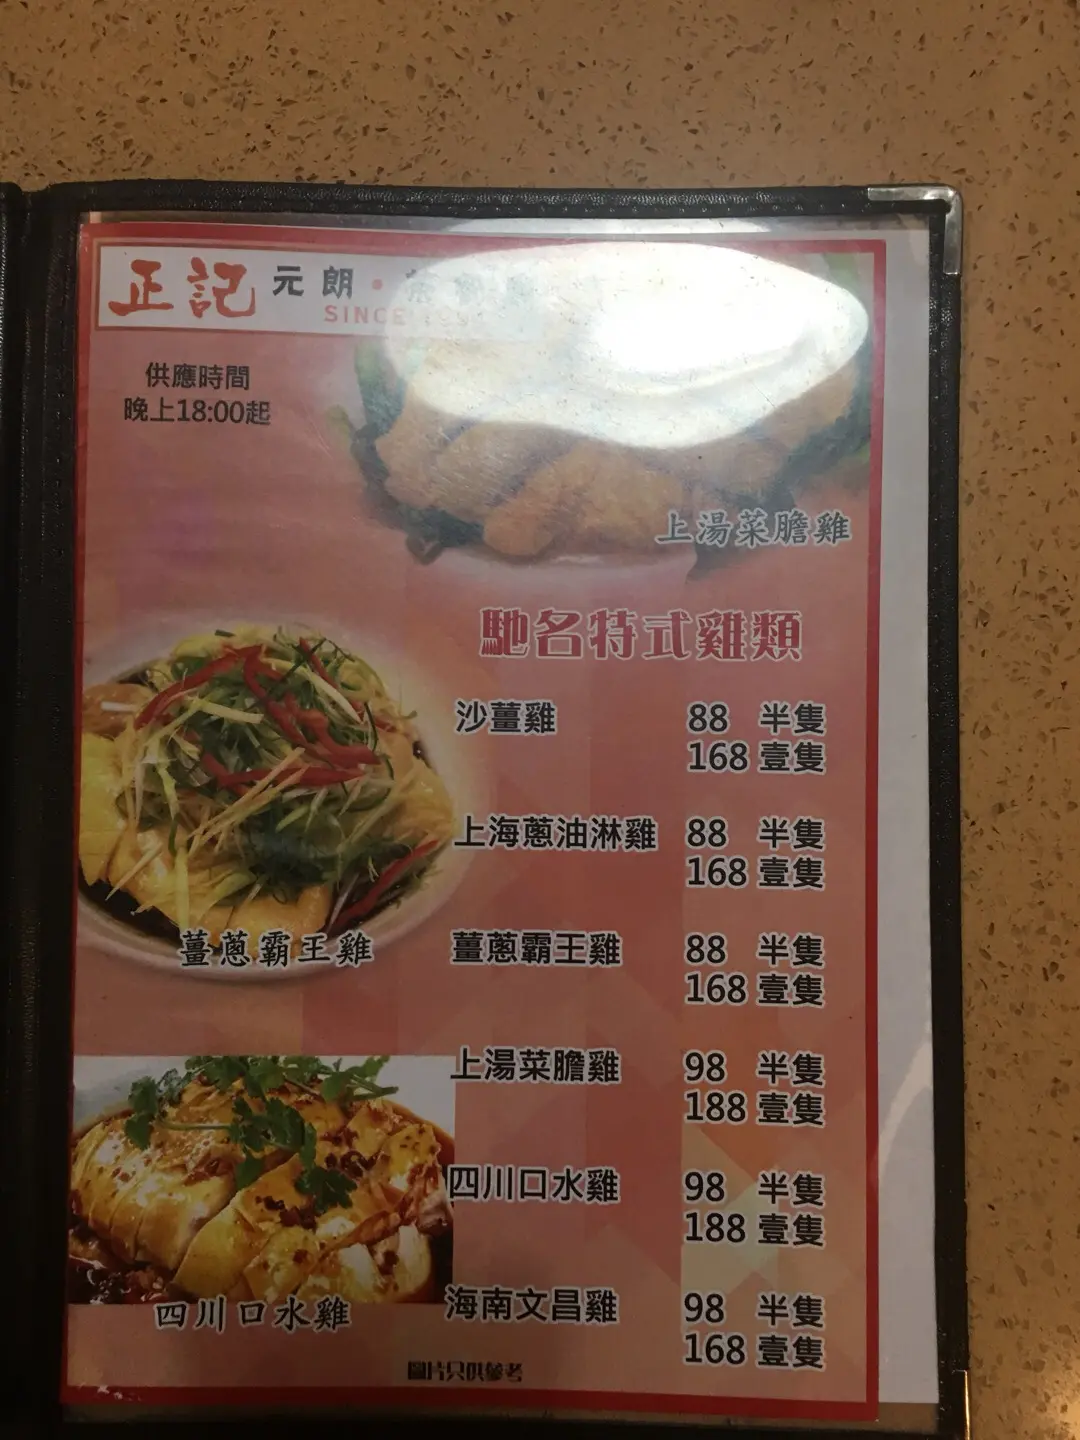 正記 元朗
SINCE
供應時間
晚上18:00起
上湯菜膽雞
馳名特式雞類
沙薑雞 88 半隻
168 壹隻
上海蔥油淋雞 88 半隻
168 壹隻
薑蔥霸王雞
薑蔥霸王雞 88 半隻
168 壹隻
上湯菜膽雞 98 半隻
188 壹隻
四川口水雞 98 半隻
188 壹隻
四川口水雞
海南文昌雞 98 半隻
168 壹隻
圖片只供參考